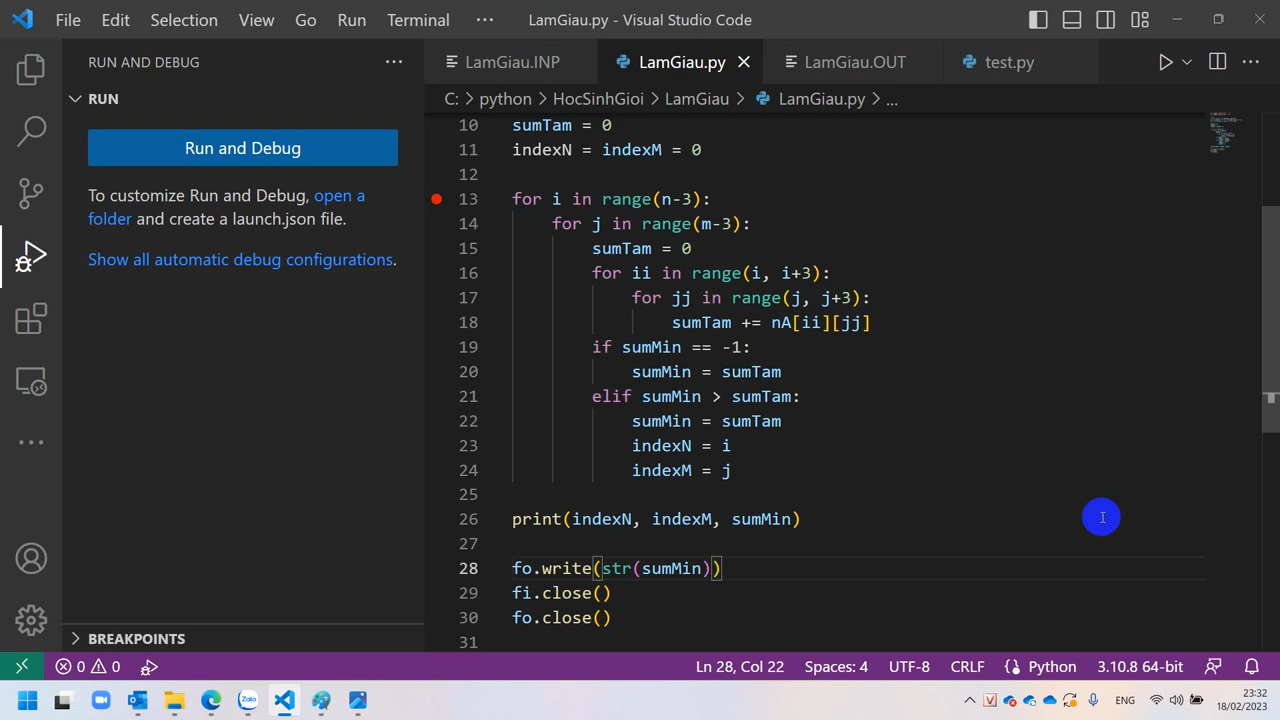 File Edit Selection View Go Run Terminal ··· LamGiau.py - Visual Studio Code
RUN AND DEBUG ···
RUN
Run and Debug
To customize Run and Debug, open a
folder and create a launch.json file.
Show all automatic debug configurations.
BREAKPOINTS
LamGiau.INP LamGiau.py LamGiau.OUT test.py
C: > python > HocSinhGioi > LamGiau > LamGiau.py > ...
10 sumTam = 0
11 indexN = indexM = 0
12
13 for i in range(n-3):
14 for j in range(m-3):
15 sumTam = 0
16 for ii in range(i, i+3):
17 for jj in range(j, j+3):
18 sumTam += nA[ii][jj]
19 if sumMin == -1:
20 sumMin = sumTam
21 elif sumMin > sumTam:
22 sumMin = sumTam
23 indexN = i
24 indexM = j
25
26 print(indexN, indexM, sumMin)
27
28 fo.write(str(sumMin))
29 fi.close()
30 fo.close()
31
0 0 Ln 28, Col 22 Spaces: 4 UTF-8 CRLF Python 3.10.8 64-bit
Zalo ENG 23:32
18/02/2023